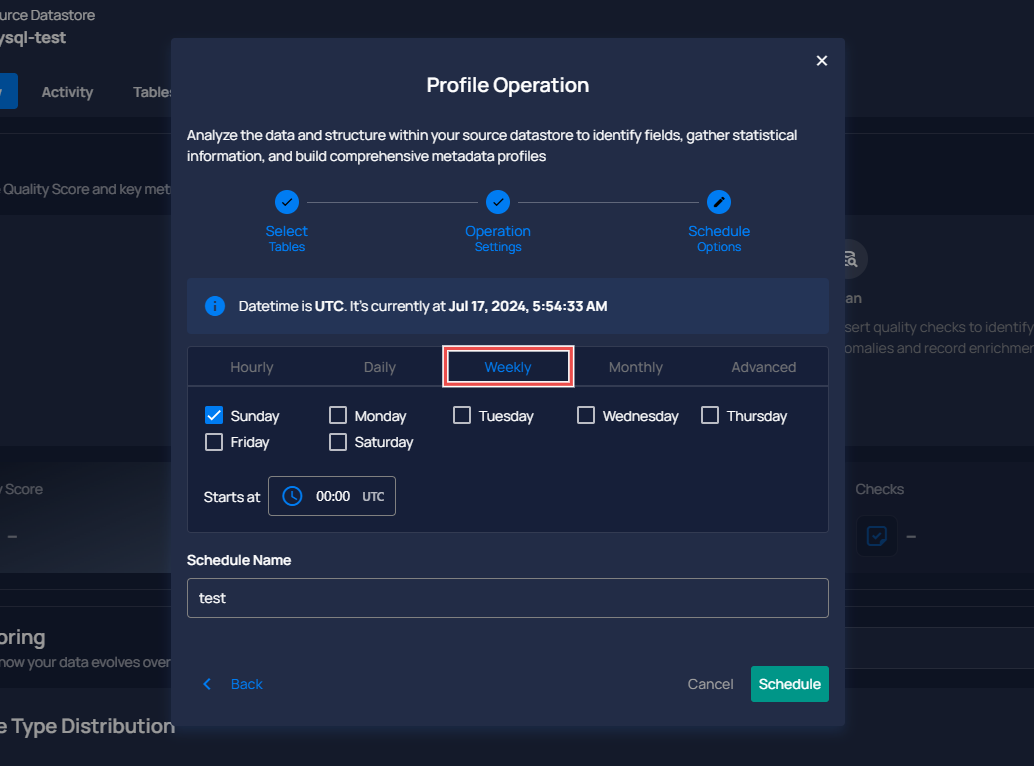 urce Datastore
ysql-test
Activity Tables
Profile Operation
Analyze the data and structure within your source datastore to identify fields, gather statistical
information, and build comprehensive metadata profiles
Quality Score and key met
Select
Tables
Operation
Settings
Schedule
Options
an
sert quality checks to identify
omalies and record enrichmen
Datetime is UTC. It's currently at Jul 17, 2024, 5:54:33 AM
Hourly Daily Weekly Monthly Advanced
Sunday Monday Tuesday Wednesday Thursday
Friday Saturday
Starts at 00:00 UTC
y Score
–
Checks
–
Schedule Name
test
oring
now your data evolves over
Back Cancel Schedule
e Type Distribution